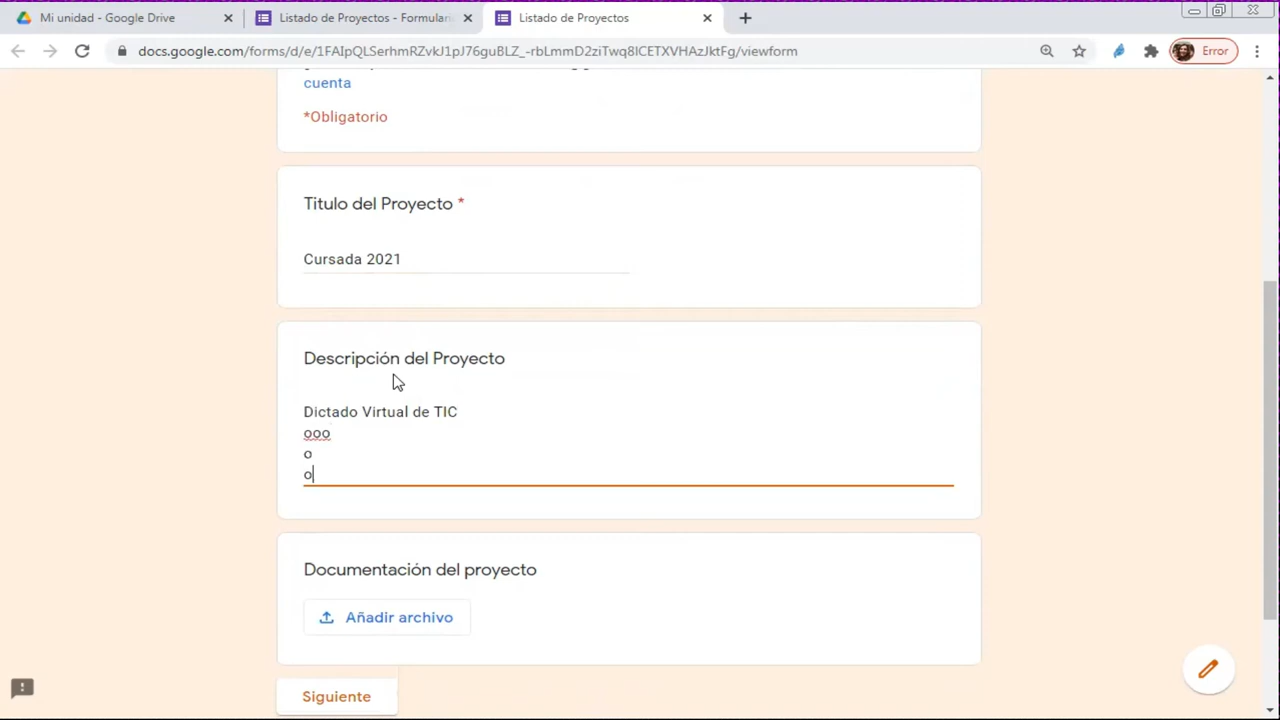 Mi unidad - Google Drive
Listado de Proyectos - Formulari
Listado de Proyectos
docs.google.com/forms/d/e/1FAIpQLSerhmRZvkJ1pJ76guBLZ_-rbLmmD2ziTwq8lCETXVHAzJktFg/viewform
Error
cuenta
*Obligatorio
Titulo del Proyecto *
Cursada 2021
Descripción del Proyecto
Dictado Virtual de TIC
ooo
o
o
Documentación del proyecto
Añadir archivo
Siguiente